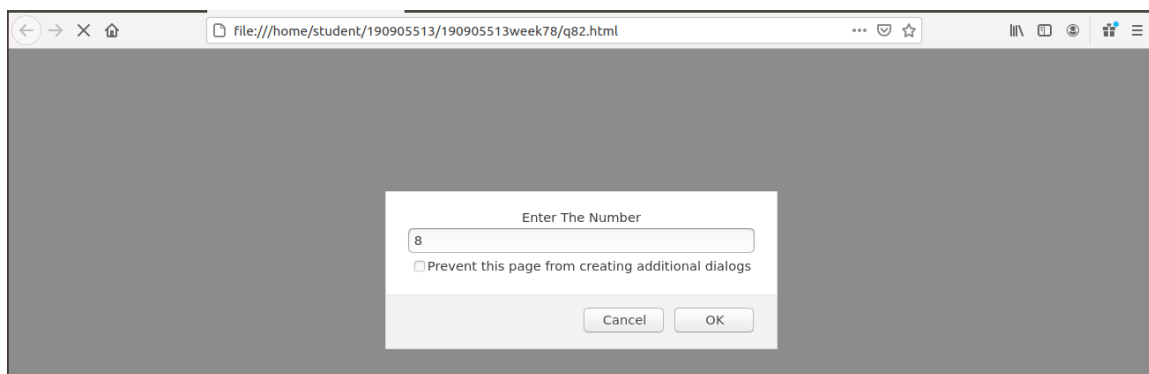 file:///home/student/190905513/190905513week78/q82.html
Enter The Number
8
Prevent this page from creating additional dialogs
Cancel OK